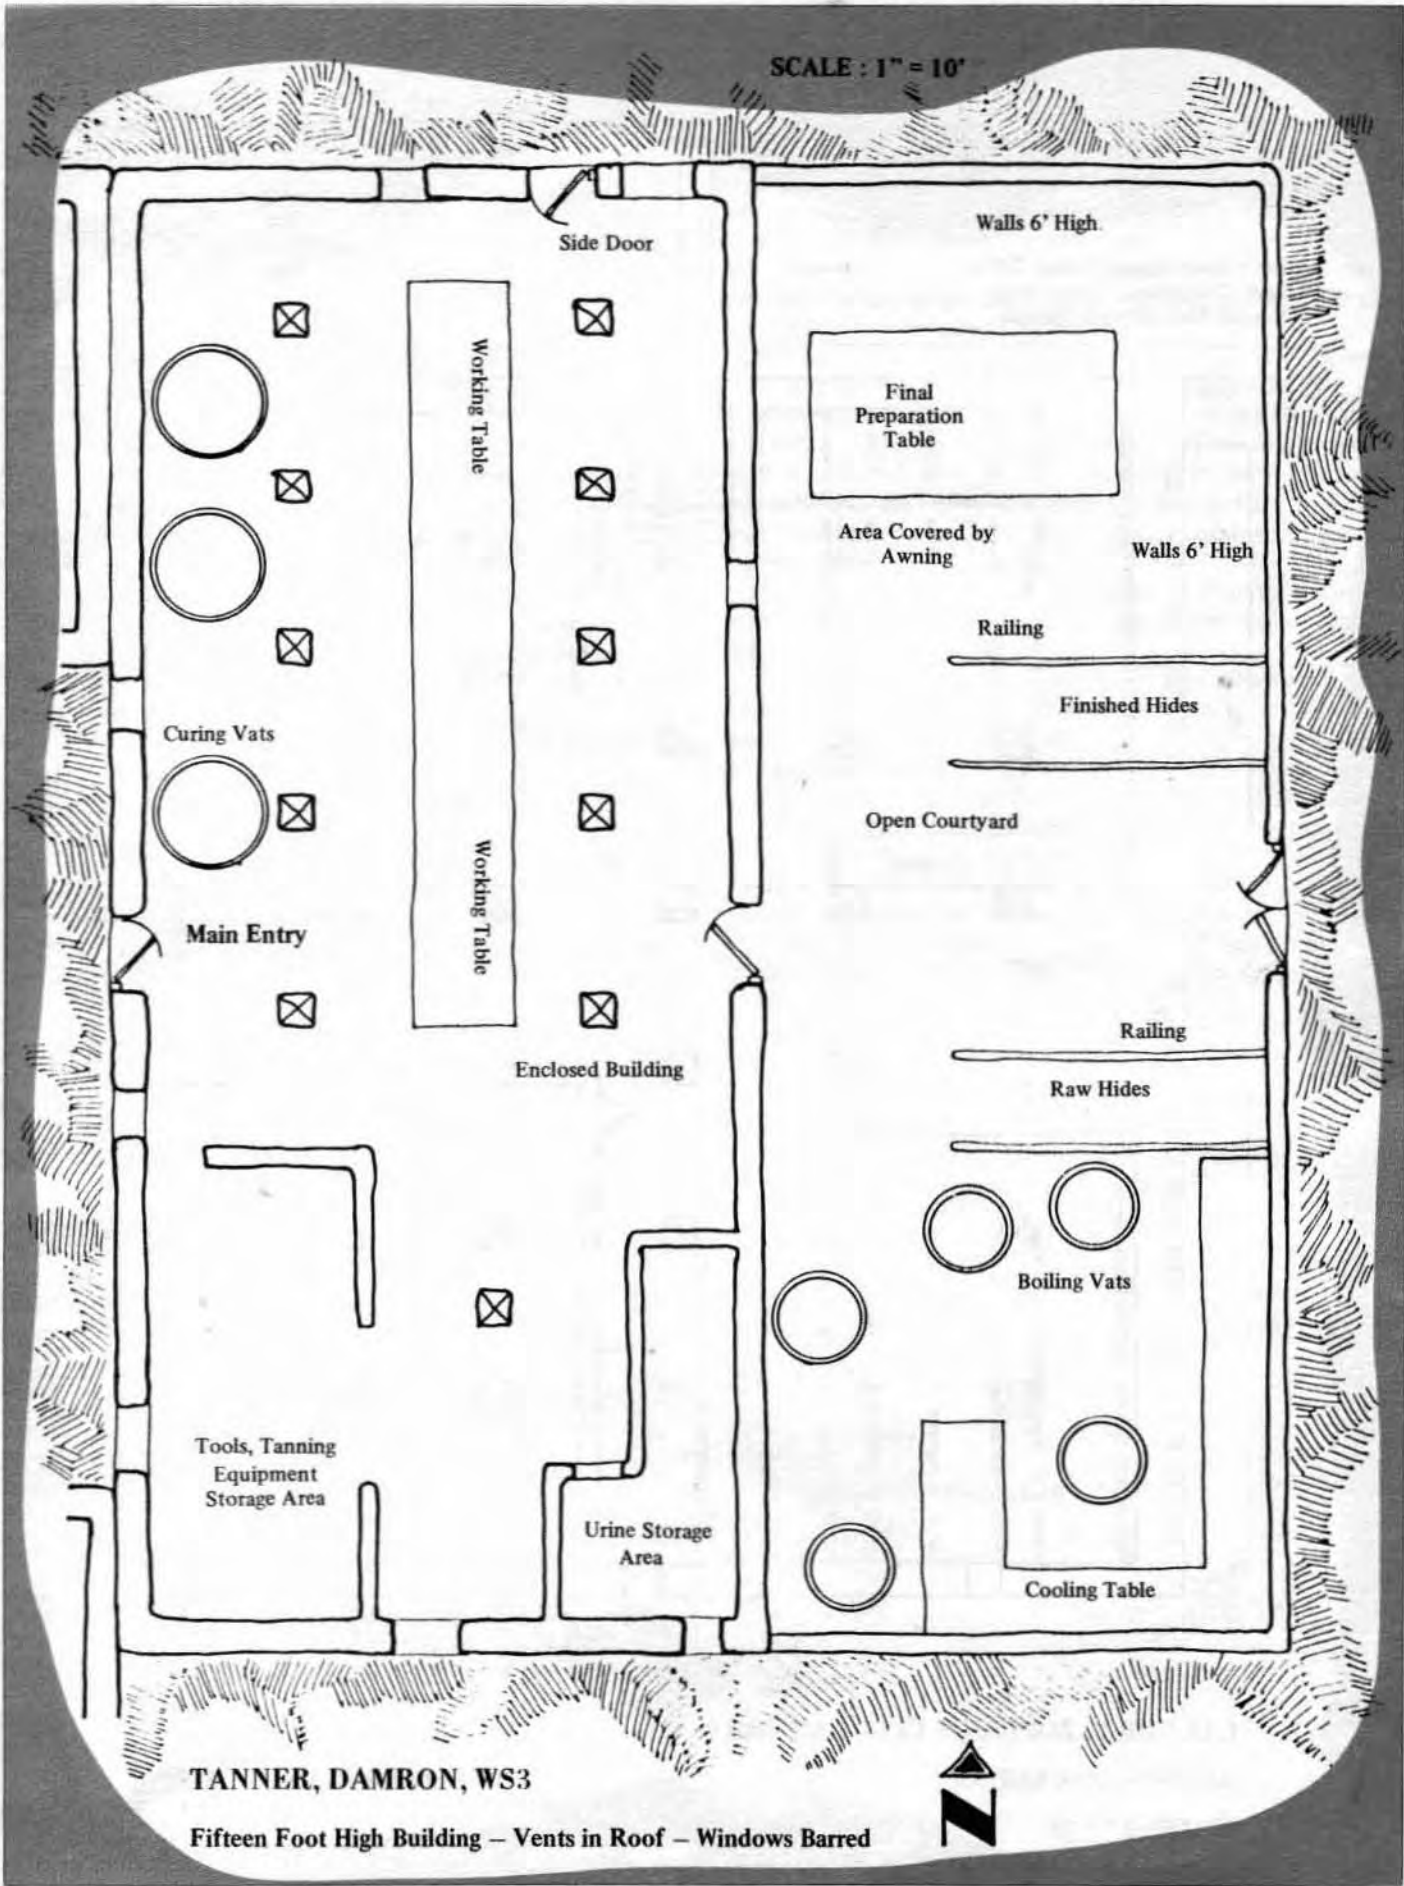 SCALE : 1" = 10'
Side Door
Walls 6' High.
Working Table
Final
Preparation
Table
Area Covered by
Awning
Walls 6' High
Railing
Finished Hides
Curing Vats
Open Courtyard
Main Entry
Working Table
Railing
Enclosed Building
Raw Hides
Boiling Vats
Tools, Tanning
Equipment
Storage Area
Urine Storage
Area
Cooling Table
TANNER, DAMRON, WS3
N
Fifteen Foot High Building – Vents in Roof – Windows Barred